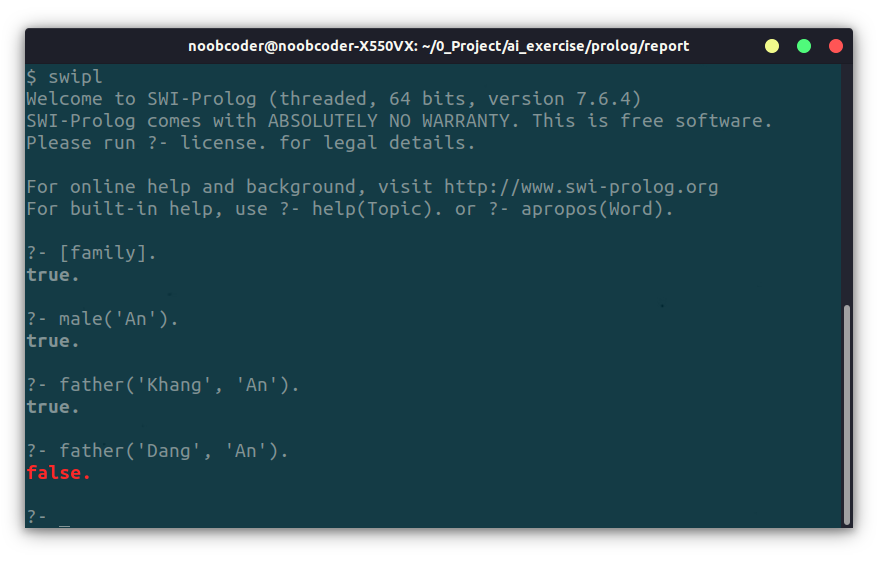 noobcoder@noobcoder-X550VX: ~/0_Project/ai_exercise/prolog/report
$ swipl
Welcome to SWI-Prolog (threaded, 64 bits, version 7.6.4)
SWI-Prolog comes with ABSOLUTELY NO WARRANTY. This is free software.
Please run ?- license. for legal details.
For online help and background, visit http://www.swi-prolog.org
For built-in help, use ?- help(Topic). or ?- apropos(Word).
?- [family].
true.
?- male('An').
true.
?- father('Khang', 'An').
true.
?- father('Dang', 'An').
false.
?- _